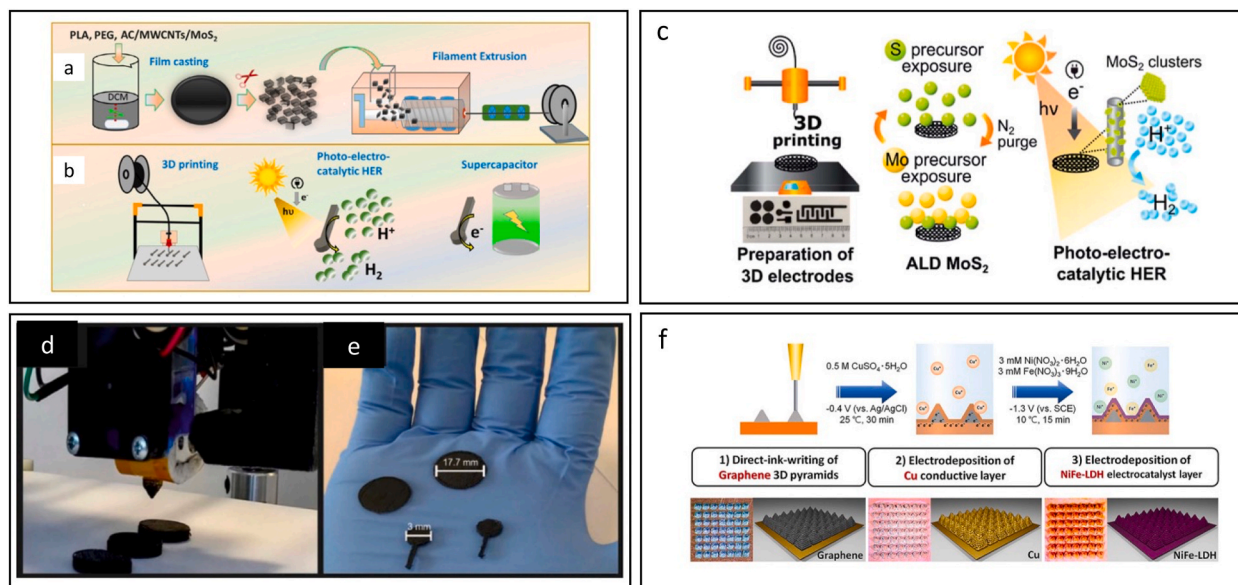 PLA, PEG, AC/MWCNTs/MoS₂
a
Film casting
DCM
Filament Extrusion
b
3D printing
Photo-electro-
catalytic HER
e⁻
hν
H⁺
H₂
Supercapacitor
e⁻
c
3D
printing
Preparation of
3D electrodes
S precursor
exposure
N₂
purge
Mo precursor
exposure
ALD MoS₂
e⁻
hν
MoS₂ clusters
H⁺
H₂
Photo-electro-
catalytic HER
d
e
17.7 mm
3 mm
f
0.5 M CuSO₄·5H₂O
-0.4 V (vs. Ag/AgCl)
25 ℃, 30 min
3 mM Ni(NO₃)₂·6H₂O
3 mM Fe(NO₃)₃·9H₂O
-1.3 V (vs. SCE)
10 ℃, 15 min
1) Direct-ink-writing of
Graphene 3D pyramids
2) Electrodeposition of
Cu conductive layer
3) Electrodeposition of
NiFe-LDH electrocatalyst layer
Graphene
Cu
NiFe-LDH